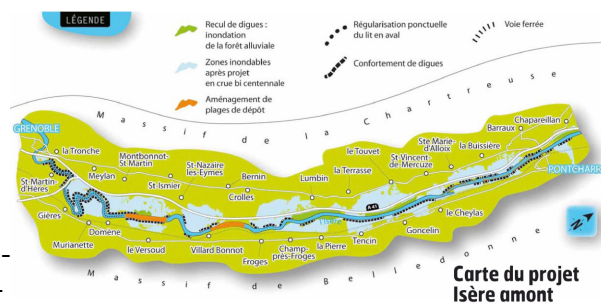 LÉGENDE
Recul de digues :
inondation
de la forêt alluviale
Zones inondables
après projet
en crue bi centennale
Aménagement de
plages de dépôt
Régularisation ponctuelle
du lit en aval
Confortement de digues
Voie ferrée
Massif de la Chartreuse
GRENOBLE
la Tronche
Meylan
Montbonnot-
St-Martin
St-Ismier
St-Nazaire
les Eymes
Bernin
Crolles
Lumbin
la Terrasse
le Touvet
St-Vincent
de-Mercuze
Ste Marie-
d'Alloix
la Buissière
Barraux
Chapareillan
PONTCHARR
A 41
St-Martin
d'Hères
Gières
Murianette
Domène
le Versoud
Villard Bonnot
Froges
Champ-
près-Froges
la Pierre
Tencin
Goncelin
le Cheylas
Massif de Belledonne
N
Carte du projet
Isère amont